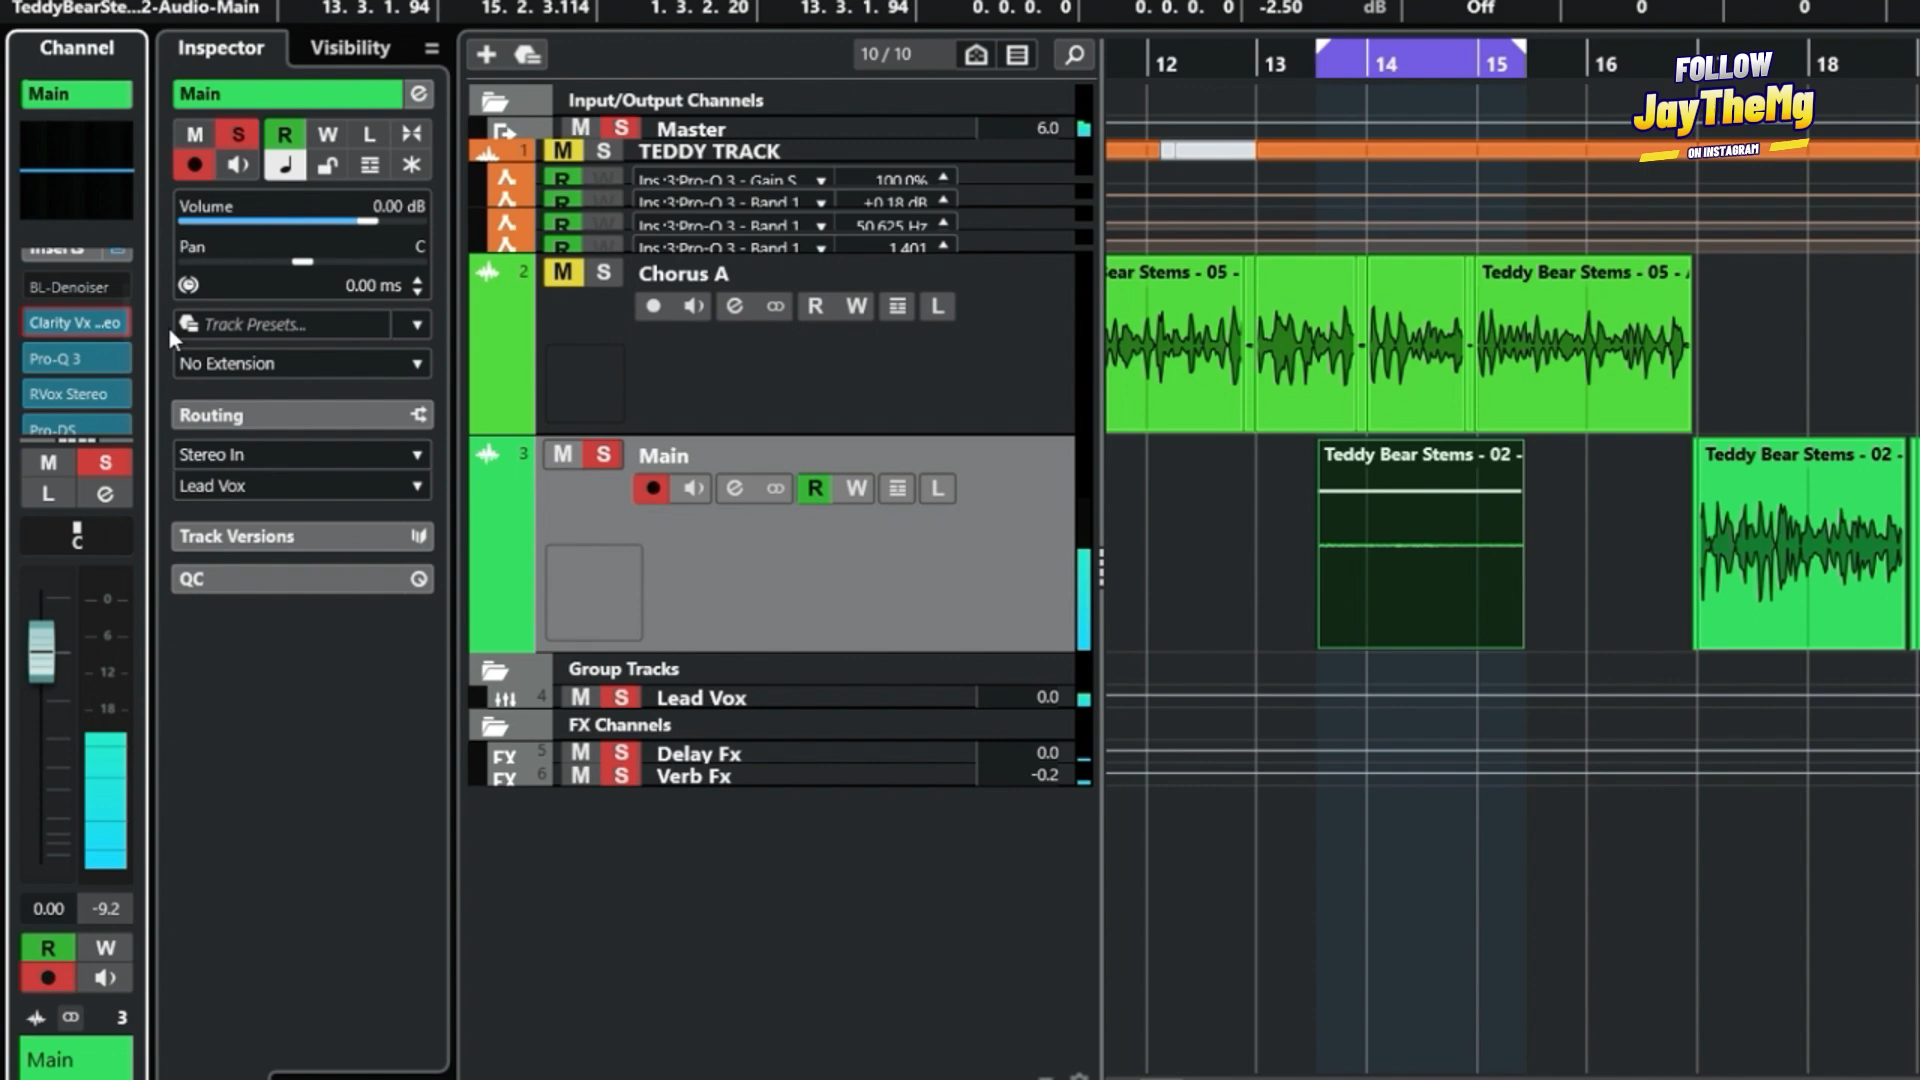 TeddyBearSte...2-Audio-Main 13. 3. 1. 94 15. 2. 3.114 1. 3. 2. 20 13. 3. 1. 94 0. 0. 0. 0 0. 0. 0. 0 -2.50 dB Off 0 0
Channel Inspector Visibility
10 / 10
12 13 14 15 16 18
FOLLOW
JayTheMg
ON INSTAGRAM
Main
Main
M S R W L
Volume 0.00 dB
Pan C
0.00 ms
Track Presets...
No Extension
Routing
Stereo In
Lead Vox
Track Versions
QC
Inserts
BL-Denoiser
Clarity Vx ...eo
Pro-Q 3
RVox Stereo
Pro-DS
M S
L
C
0
6
12
18
0.00 -9.2
R W
3
Main
Input/Output Channels
M S Master 6.0
1 M S TEDDY TRACK
R W Ins.:3:Pro-Q 3 - Gain S 100.0%
R W Ins.:3:Pro-Q 3 - Band 1 +0.18 dB
R W Ins.:3:Pro-Q 3 - Band 1 50.625 Hz
R W Ins.:3:Pro-Q 3 - Band 1 1.401
2 M S Chorus A
R W L
3 M S Main
R W L
Group Tracks
4 M S Lead Vox 0.0
FX Channels
FX 5 M S Delay Fx 0.0
FX 6 M S Verb Fx -0.2
ear Stems - 05 -
Teddy Bear Stems - 05 -
Teddy Bear Stems - 02 -
Teddy Bear Stems - 02 -